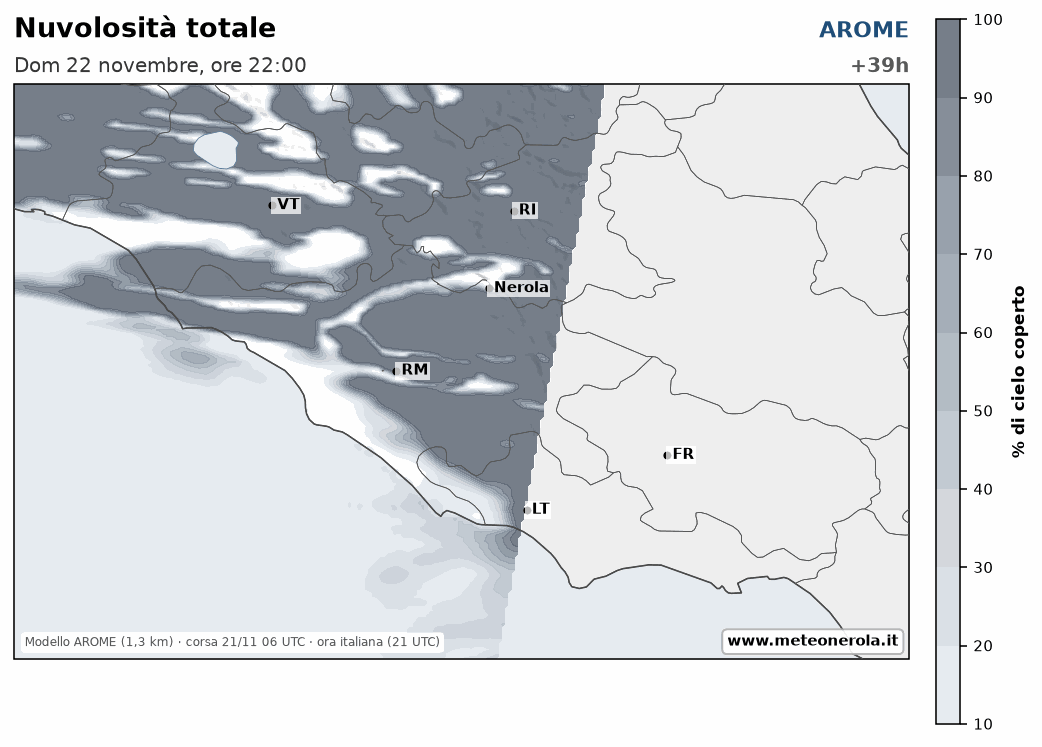 Nuvolosità totale
AROME
Dom 22 novembre, ore 22:00
+39h
100
90
80
70
60
50
40
30
20
10
% di cielo coperto
VT
RI
Nerola
RM
FR
LT
Modello AROME (1,3 km) · corsa 21/11 06 UTC · ora italiana (21 UTC)
www.meteonerola.it